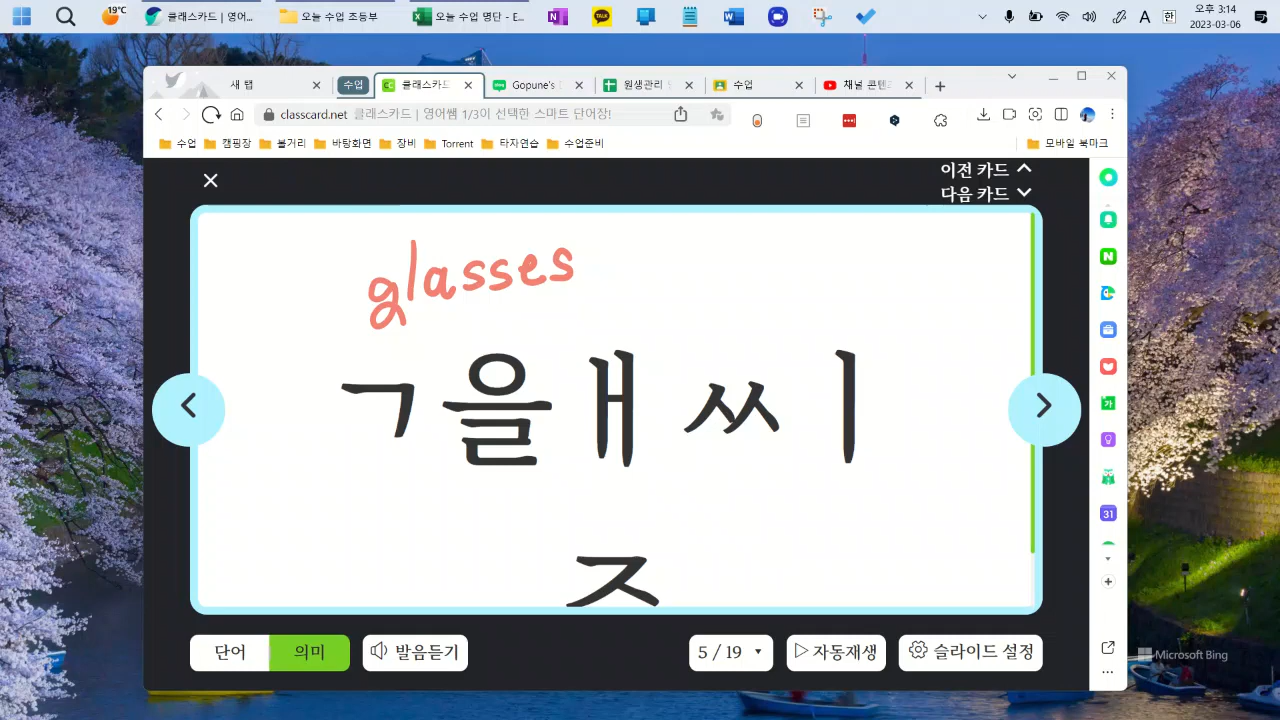 19℃ 클래스카드 | 영어... 오늘 수업 조등부 오늘 수업 명단 - E... TALK A 한 오후 3:14
2023-03-06
새 탭 수업 클래스카드 Gopune's 원생관리 수업 채널 콘텐츠
classcard.net 클래스카드 | 영어쌤 1/3이 선택한 스마트 단어장!
수업 캠핑장 볼거리 바탕화면 장비 Torrent 타자연습 수업준비 모바일 북마크
이전 카드
다음 카드
glasses
ㄱ을ㅐㅆㅣ
ㅈ
단어 의미 발음듣기 5 / 19 자동재생 슬라이드 설정
N
가
31
Microsoft Bing